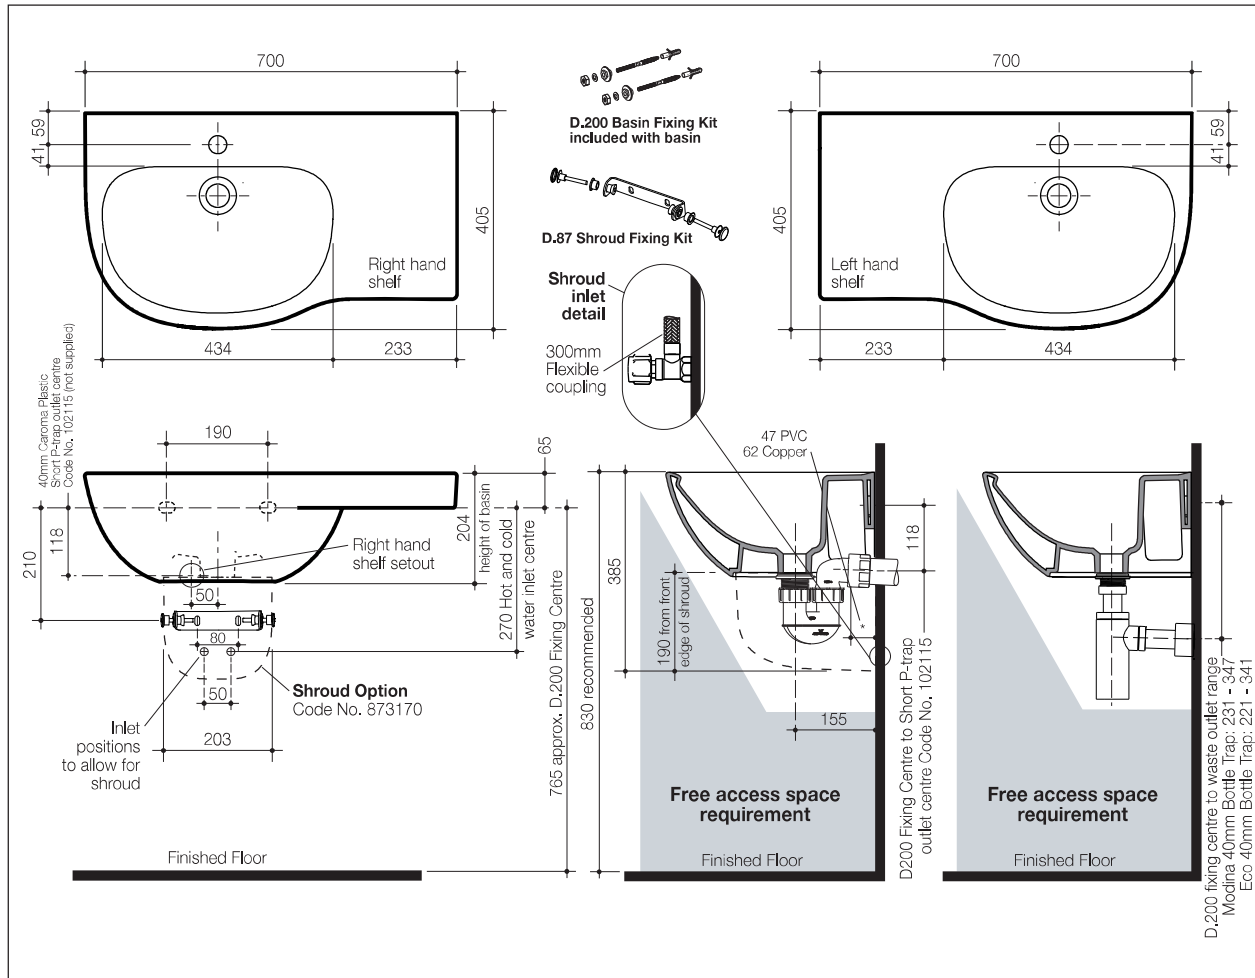 700
59
41
405
Right hand
shelf
434
233
D.200 Basin Fixing Kit
included with basin
D.87 Shroud Fixing Kit
Shroud
inlet
detail
300mm
Flexible
coupling
700
59
41
405
Left hand
shelf
233
434
40mm Caroma Plastic
Short P-trap outlet centre
Code No. 102115 (not supplied)
190
65
210
118
204
height of basin
Right hand
shelf setout
50
80
50
203
270 Hot and cold
water inlet centre
765 approx. D.200 Fixing Centre
830 recommended
Shroud Option
Code No. 873170
Inlet
positions
to allow for
shroud
Finished Floor
47 PVC
62 Copper
385
190 from front
edge of shroud
*
118
155
D200 Fixing Centre to Short P-trap
outlet centre Code No. 102115
Free access space
requirement
Finished Floor
Free access space
requirement
Finished Floor
D.200 fixing centre to waste outlet range
Modina 40mm Bottle Trap: 231 - 347
Eco 40mm Bottle Trap: 221 - 341